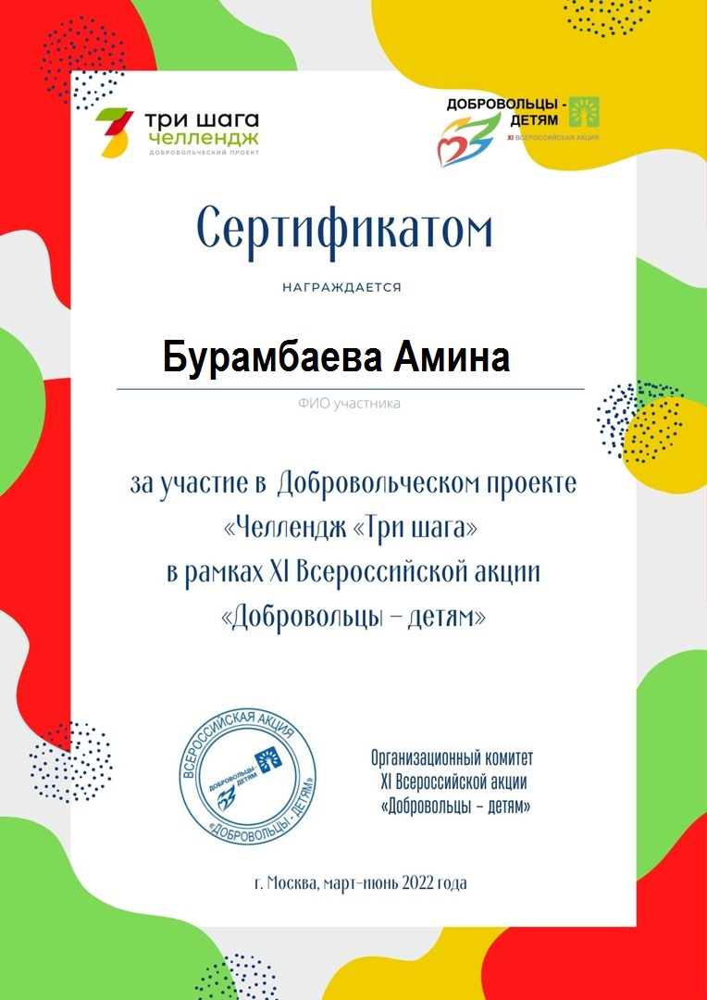 три шага
челлендж
ДОБРОВОЛЬЧЕСКИЙ ПРОЕКТ
ДОБРОВОЛЬЦЫ -
ДЕТЯМ
XI ВСЕРОССИЙСКАЯ АКЦИЯ
Сертификатом
НАГРАЖДАЕТСЯ
Бурамбаева Амина
ФИО участника
за участие в Добровольческом проекте
«Челлендж «Три шага»
в рамках XI Всероссийской акции
«Добровольцы – детям»
ВСЕРОССИЙСКАЯ АКЦИЯ
ДОБРОВОЛЬЦЫ -
ДЕТЯМ
«ДОБРОВОЛЬЦЫ - ДЕТЯМ»
Организационный комитет
XI Всероссийской акции
«Добровольцы – детям»
г. Москва, март-июнь 2022 года